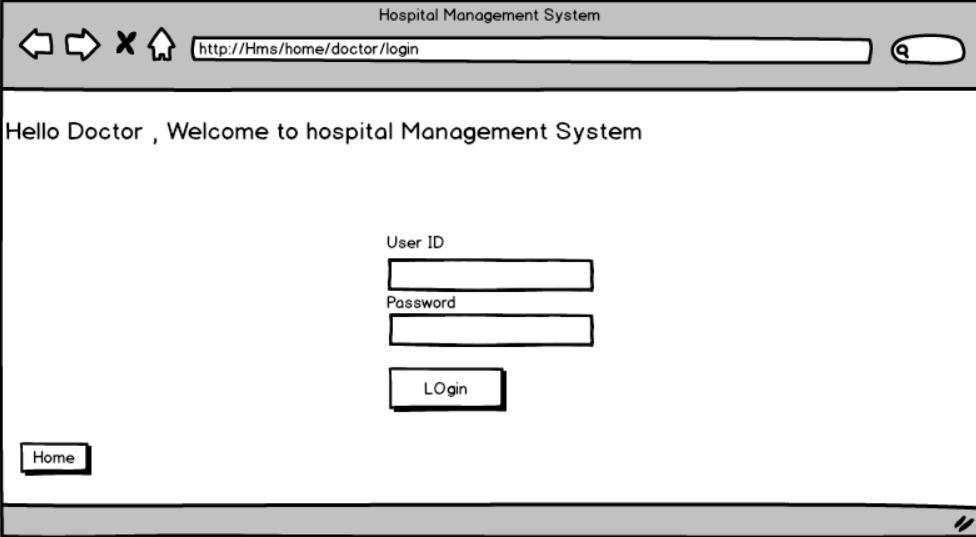 Hospital Management System
http://Hms/home/doctor/login
Hello Doctor , Welcome to hospital Management System
User ID
Password
LOgin
Home